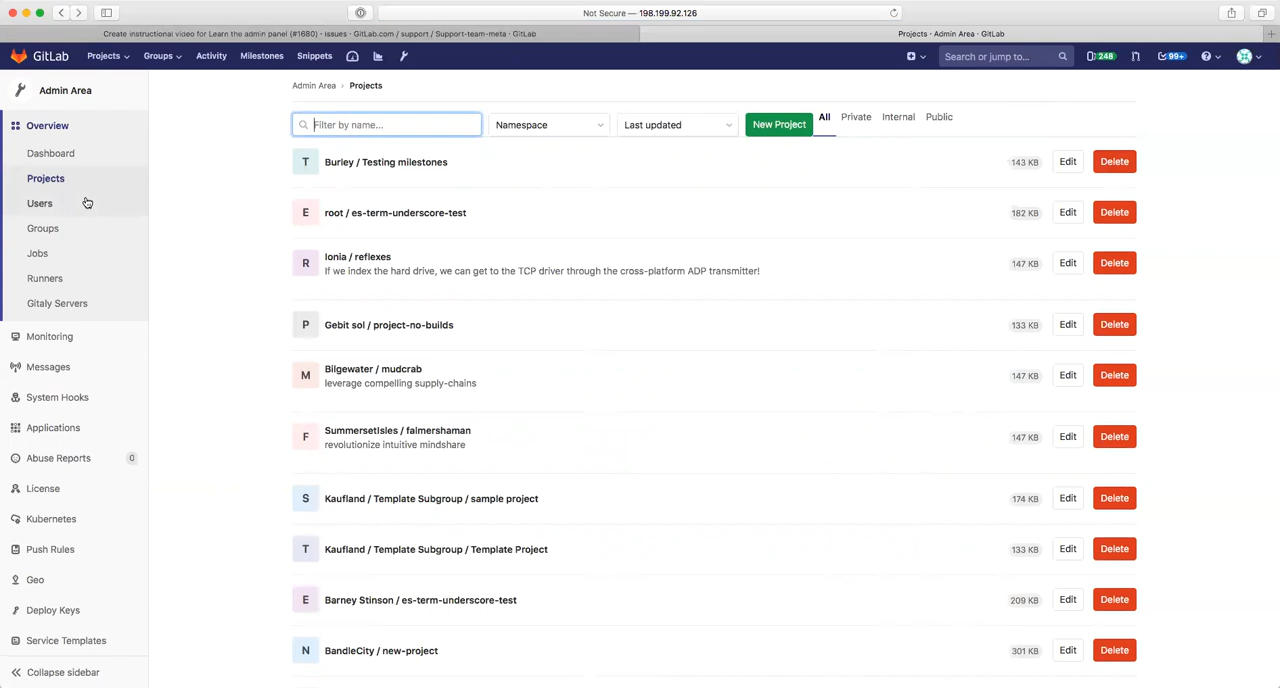 Not Secure — 198.199.92.126
Create instructional video for Learn the admin panel (#1680) · Issues · GitLab.com / support / Support-team-meta · GitLab
Projects · Admin Area · GitLab
GitLab Projects Groups Activity Milestones Snippets Search or jump to... 248 99+
Admin Area
Overview
Dashboard
Projects
Users
Groups
Jobs
Runners
Gitaly Servers
Monitoring
Messages
System Hooks
Applications
Abuse Reports 0
License
Kubernetes
Push Rules
Geo
Deploy Keys
Service Templates
Collapse sidebar
Admin Area › Projects
Filter by name... Namespace Last updated New Project All Private Internal Public
T Burley / Testing milestones 143 KB Edit Delete
E root / es-term-underscore-test 182 KB Edit Delete
R Ionia / reflexes 147 KB Edit Delete
If we index the hard drive, we can get to the TCP driver through the cross-platform ADP transmitter!
P Gebit sol / project-no-builds 133 KB Edit Delete
M Bilgewater / mudcrab 147 KB Edit Delete
leverage compelling supply-chains
F SummersetIsles / falmershaman 147 KB Edit Delete
revolutionize intuitive mindshare
S Kaufland / Template Subgroup / sample project 174 KB Edit Delete
T Kaufland / Template Subgroup / Template Project 133 KB Edit Delete
E Barney Stinson / es-term-underscore-test 209 KB Edit Delete
N BandleCity / new-project 301 KB Edit Delete